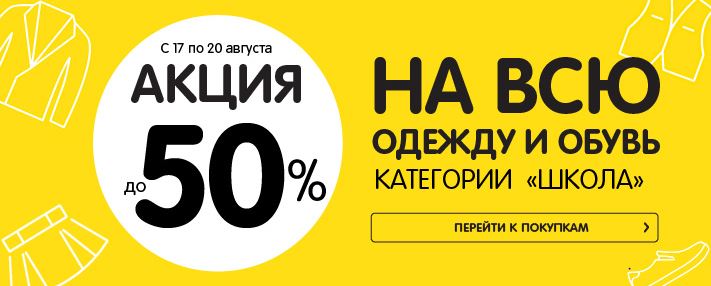 С 17 по 20 августа
АКЦИЯ
до 50%
НА ВСЮ
ОДЕЖДУ И ОБУВЬ
КАТЕГОРИИ «ШКОЛА»
ПЕРЕЙТИ К ПОКУПКАМ